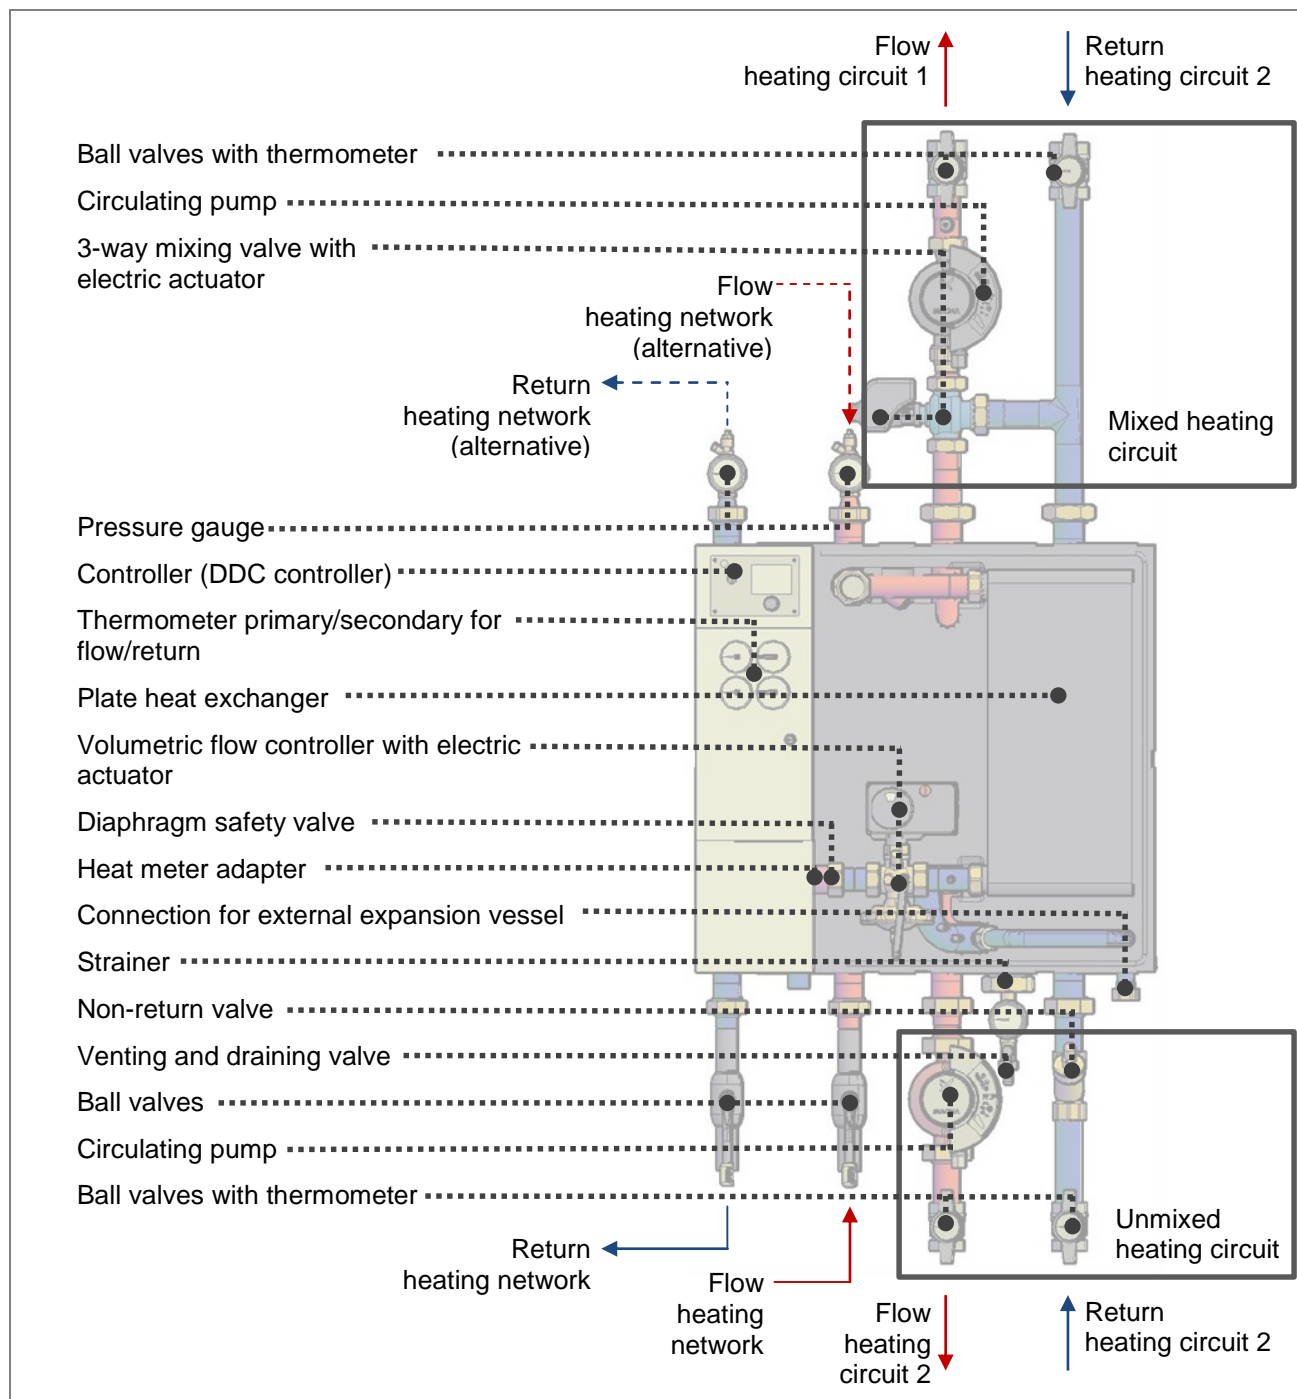 Flow
heating circuit 1
Return
heating circuit 2
Ball valves with thermometer
Circulating pump
3-way mixing valve with
electric actuator
Flow
heating network
(alternative)
Return
heating network
(alternative)
Mixed heating
circuit
Pressure gauge
Controller (DDC controller)
Thermometer primary/secondary for
flow/return
Plate heat exchanger
Volumetric flow controller with electric
actuator
Diaphragm safety valve
Heat meter adapter
Connection for external expansion vessel
Strainer
Non-return valve
Venting and draining valve
Ball valves
Circulating pump
Ball valves with thermometer
Unmixed
heating circuit
Return
heating network
Flow
heating
network
Flow
heating
circuit 2
Return
heating circuit 2